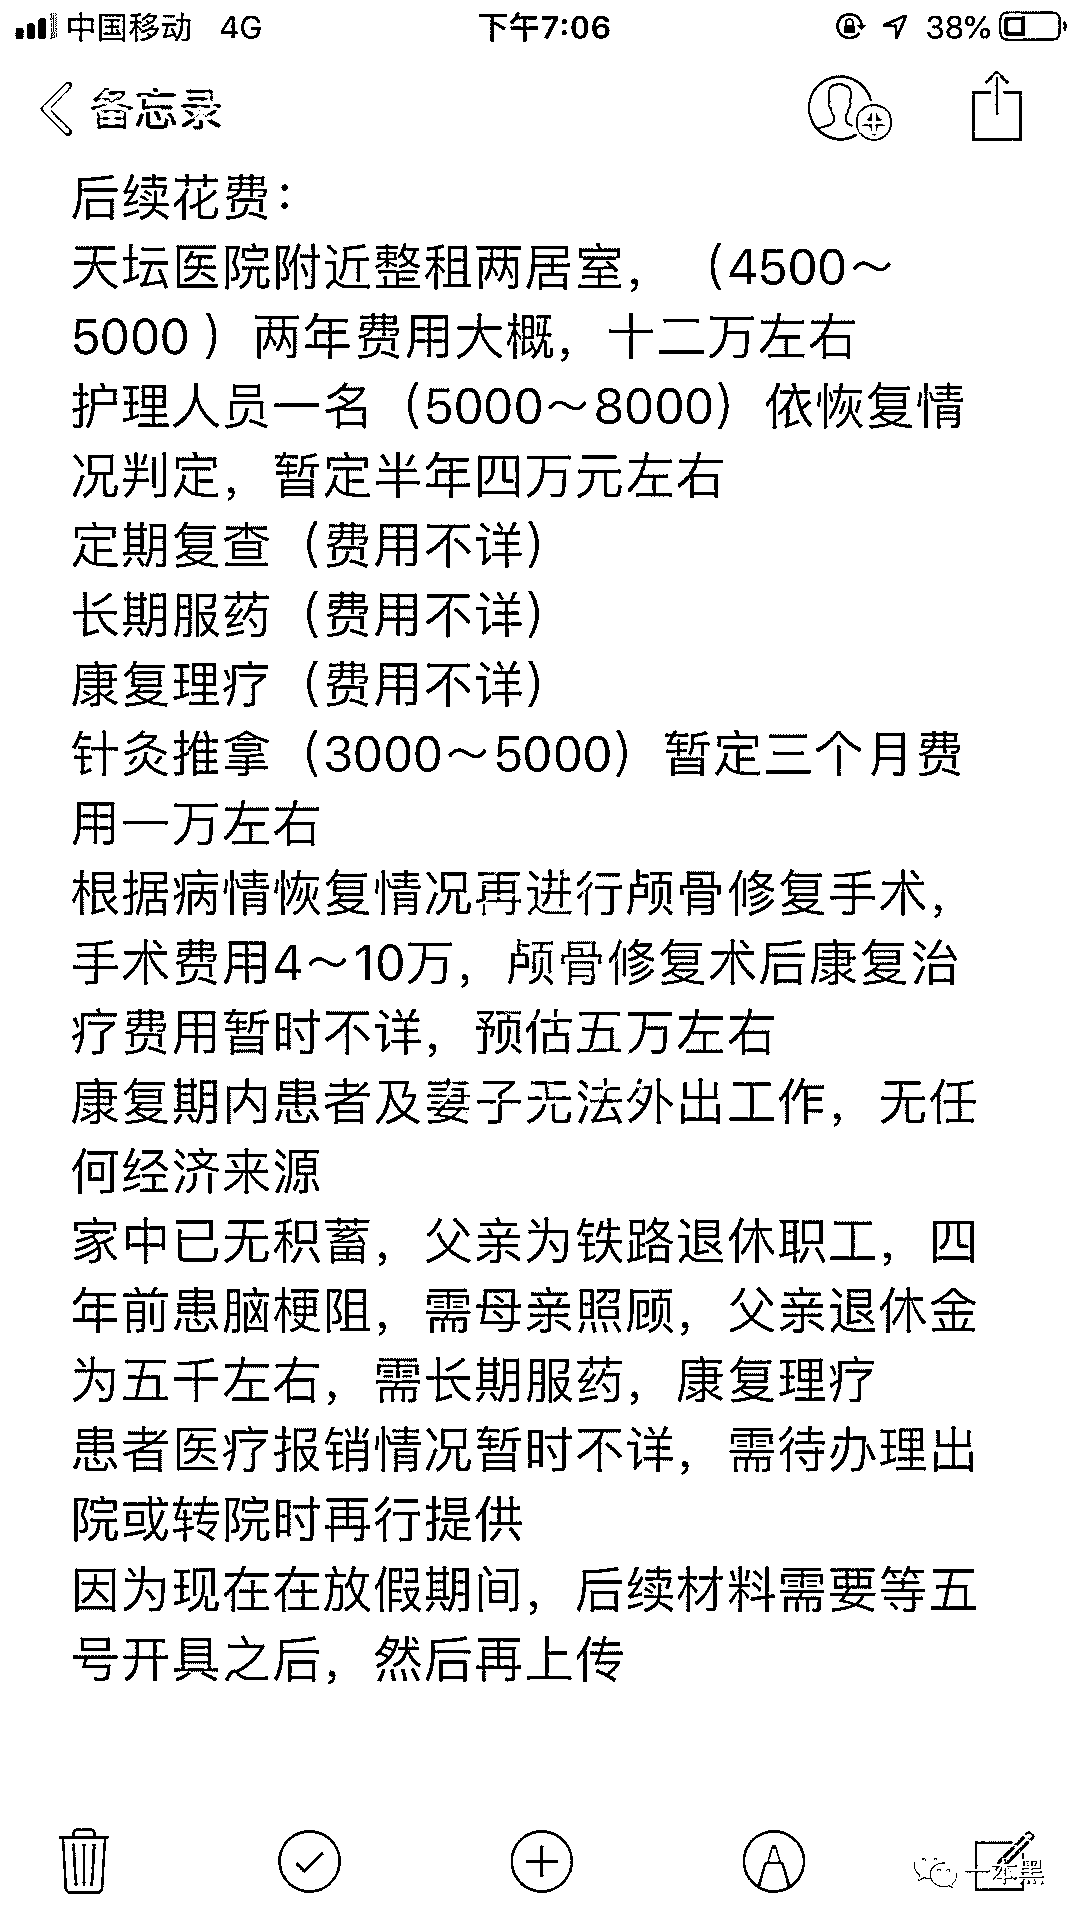 中国移动 4G 下午7:06 38%
备忘录
后续花费：
天坛医院附近整租两居室，（4500～
5000 ）两年费用大概，十二万左右
护理人员一名（5000～8000）依恢复情
况判定，暂定半年四万元左右
定期复查（费用不详）
长期服药（费用不详）
康复理疗（费用不详）
针灸推拿（3000～5000）暂定三个月费
用一万左右
根据病情恢复情况再进行颅骨修复手术，
手术费用4～10万，颅骨修复术后康复治
疗费用暂时不详，预估五万左右
康复期内患者及妻子无法外出工作，无任
何经济来源
家中已无积蓄，父亲为铁路退休职工，四
年前患脑梗阻，需母亲照顾，父亲退休金
为五千左右，需长期服药，康复理疗
患者医疗报销情况暂时不详，需待办理出
院或转院时再行提供
因为现在在放假期间，后续材料需要等五
号开具之后，然后再上传
一本黑